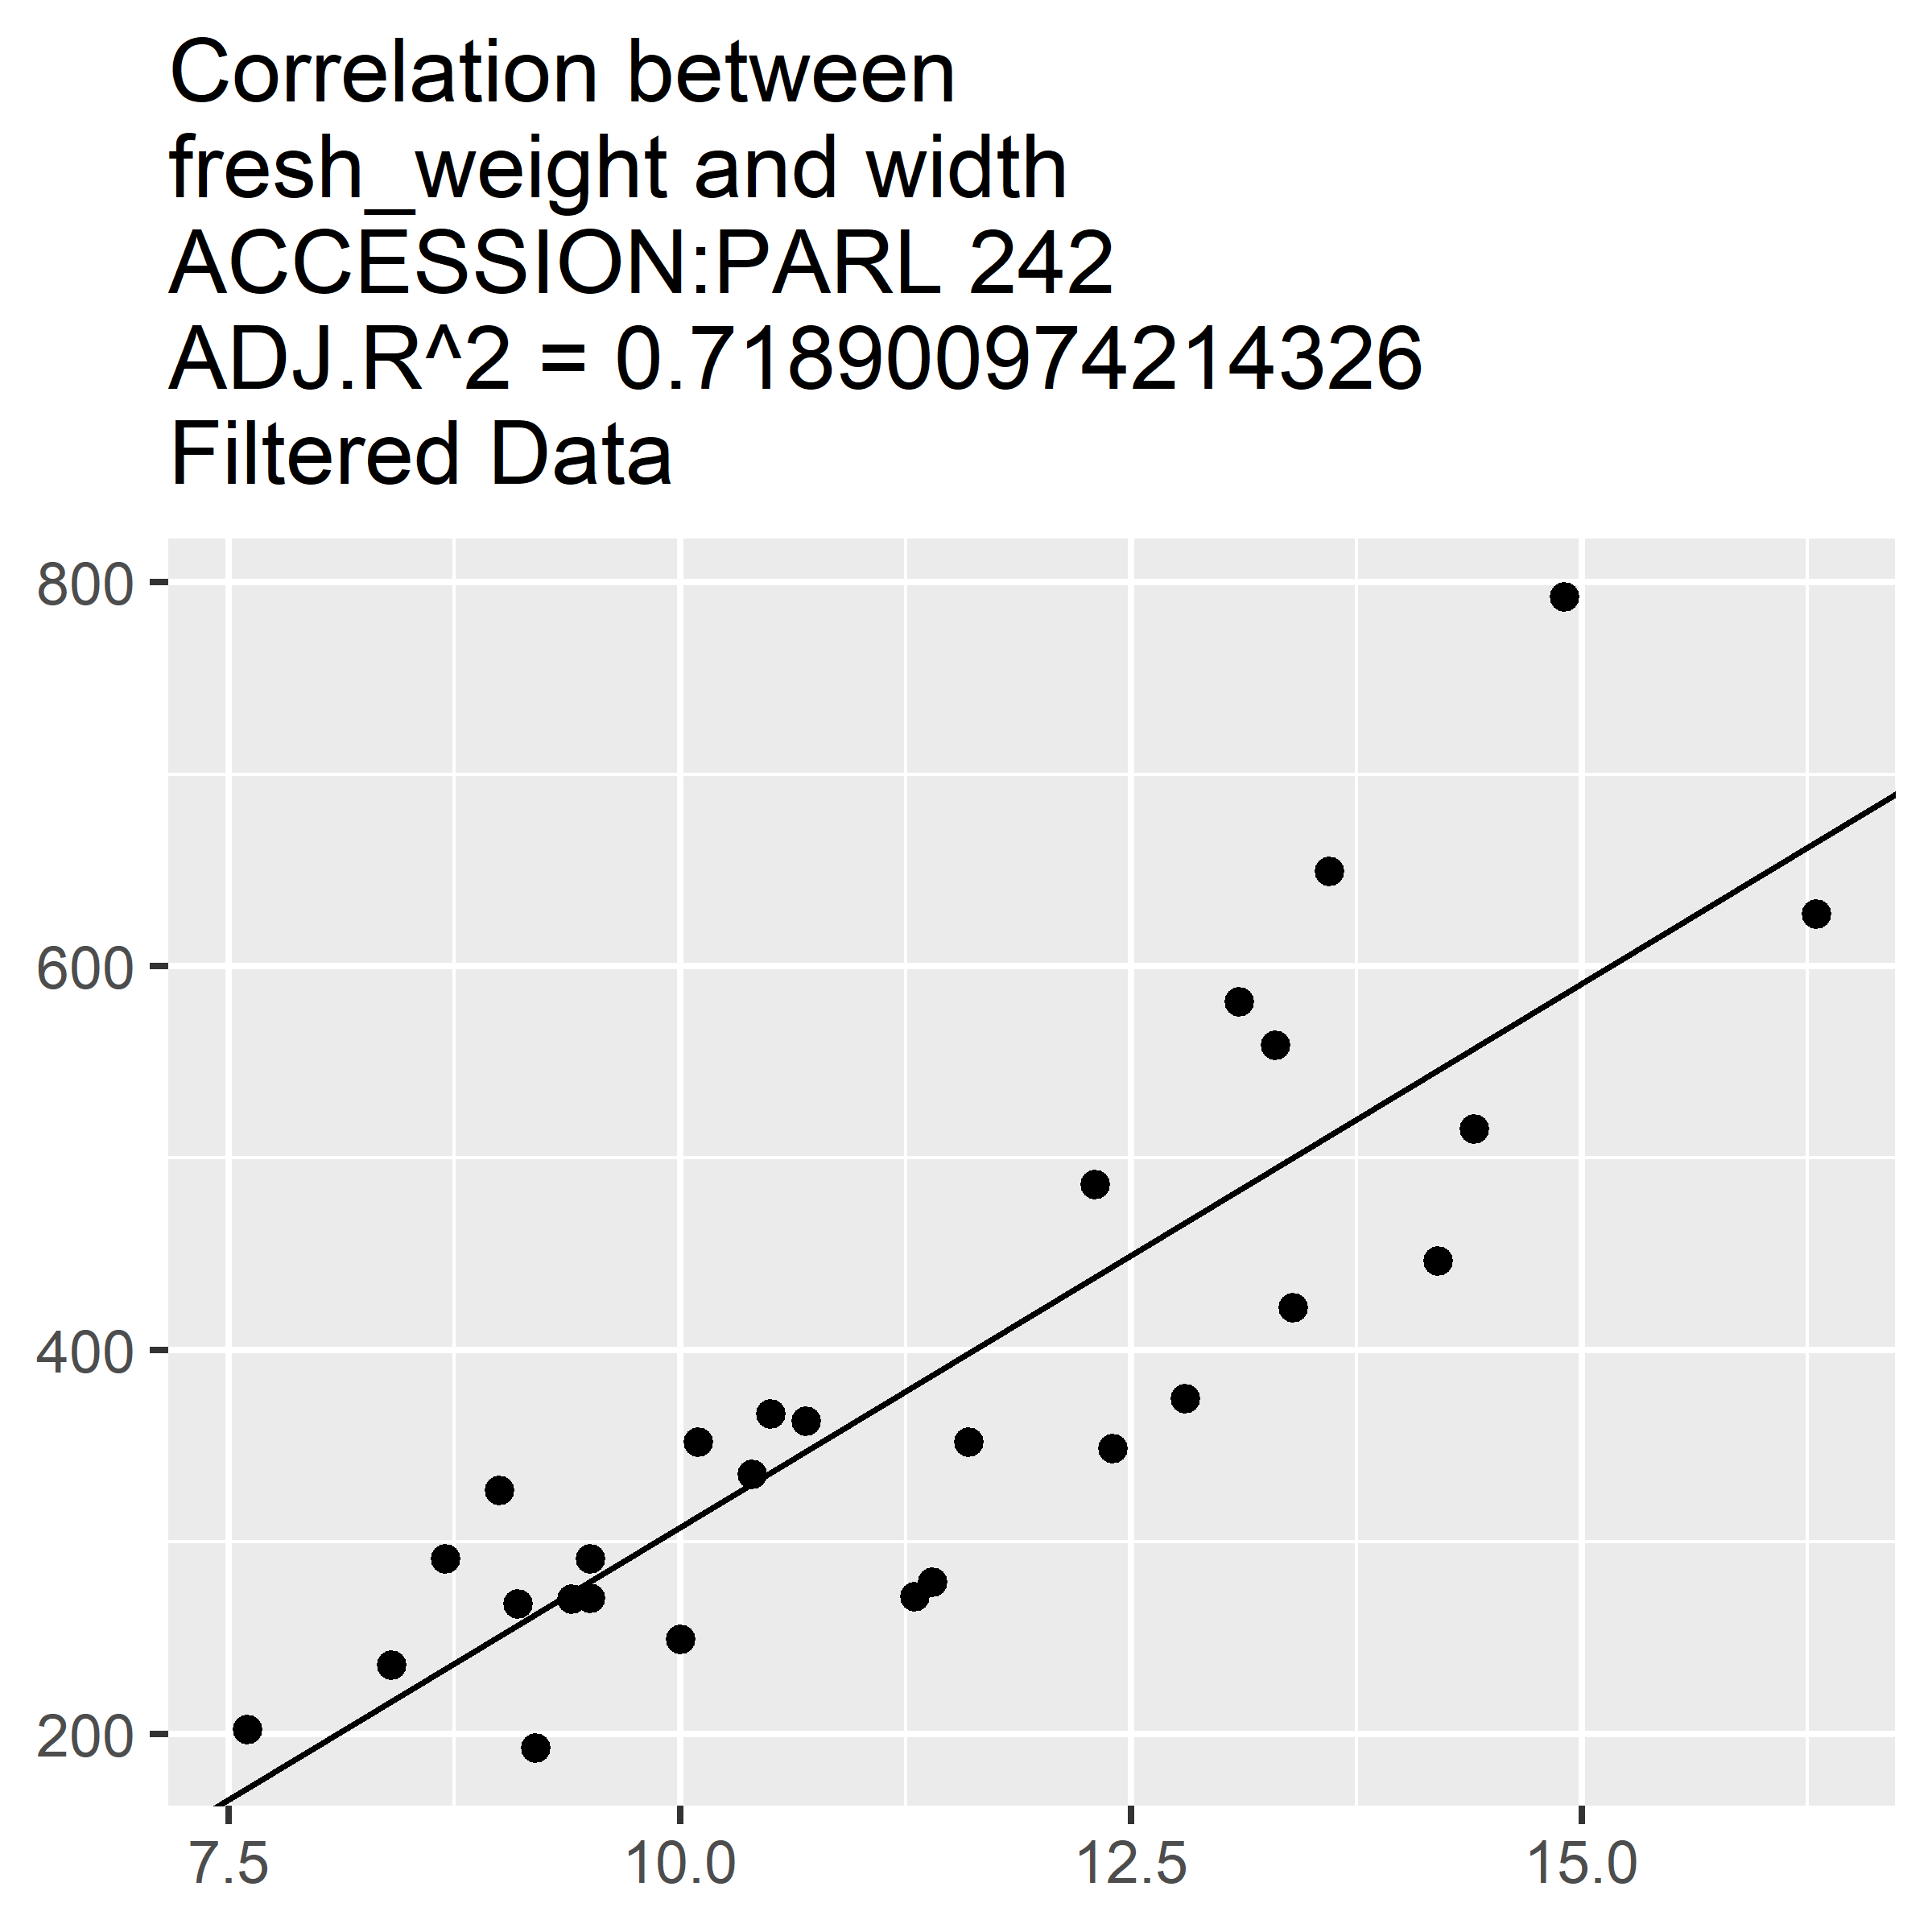 Correlation between
fresh_weight and width
ACCESSION:PARL 242
ADJ.R^2 = 0.718900974214326
Filtered Data
800
600
400
200
7.5 10.0 12.5 15.0